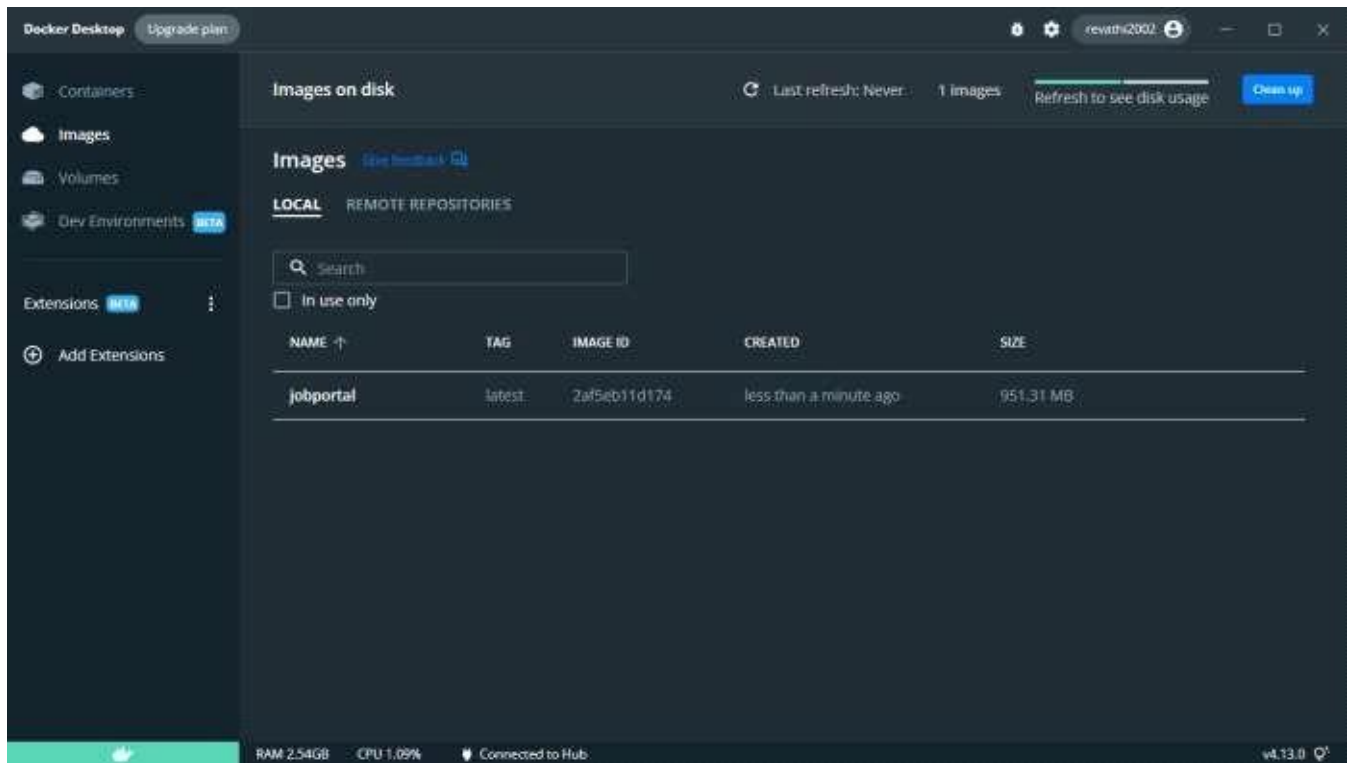 Docker Desktop Upgrade plan revathi2002
Containers
Images
Volumes
Dev Environments BETA
Extensions BETA
Add Extensions
Images on disk Last refresh: Never 1 images Refresh to see disk usage Clean up
Images Give feedback
LOCAL REMOTE REPOSITORIES
Search
In use only
NAME TAG IMAGE ID CREATED SIZE
jobportal latest 2af5eb11d174 less than a minute ago 951.31 MB
RAM 2.54GB CPU 1.09% Connected to Hub v4.13.0